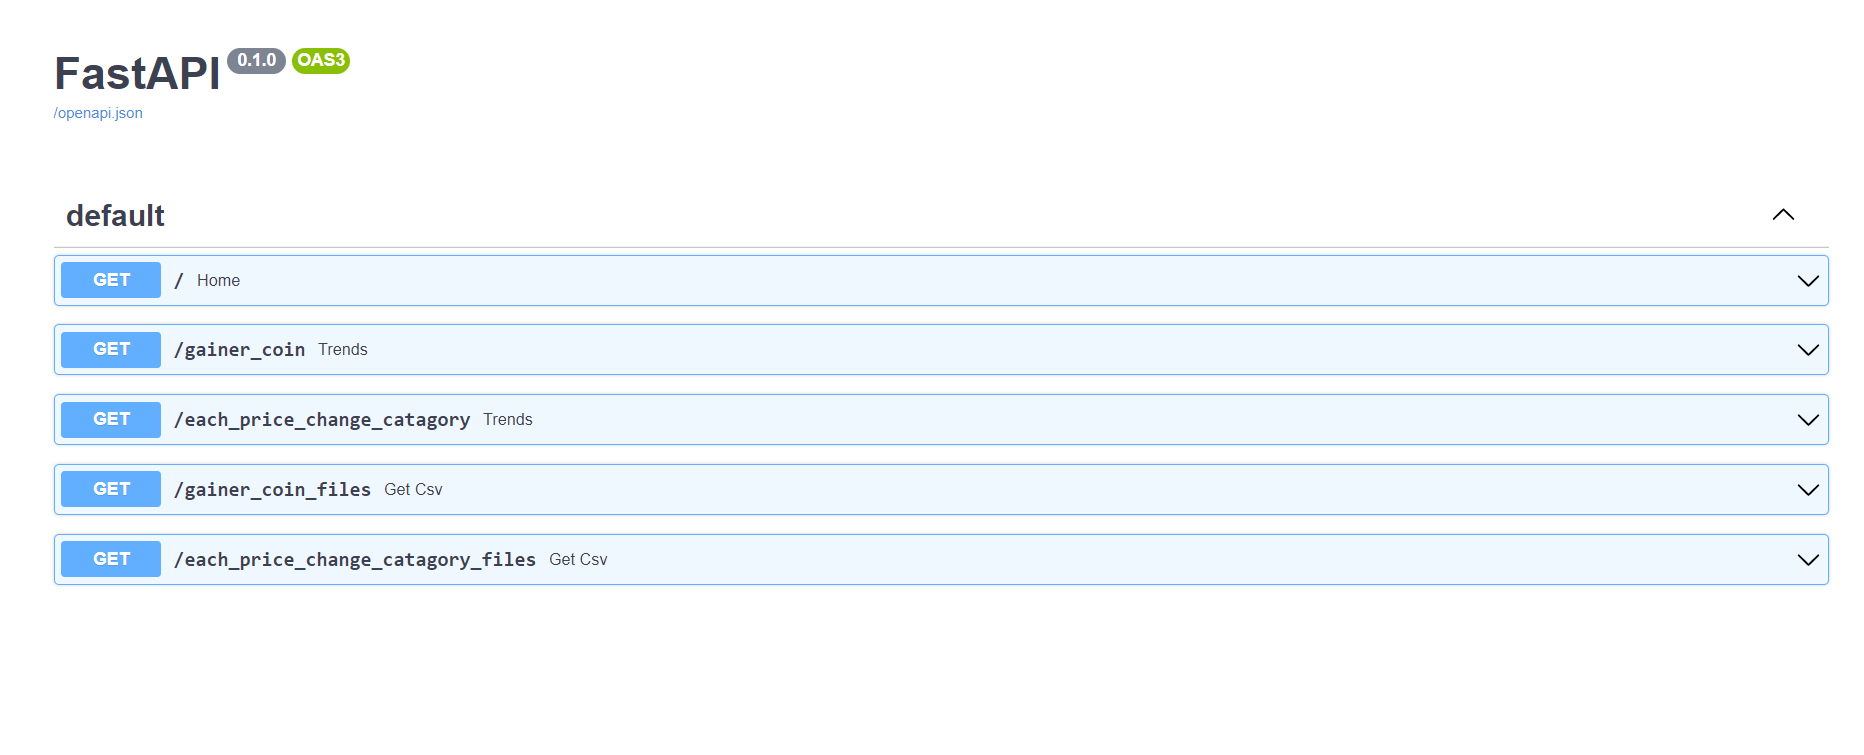 FastAPI 0.1.0 OAS3
/openapi.json
default
GET / Home
GET /gainer_coin Trends
GET /each_price_change_catagory Trends
GET /gainer_coin_files Get Csv
GET /each_price_change_catagory_files Get Csv